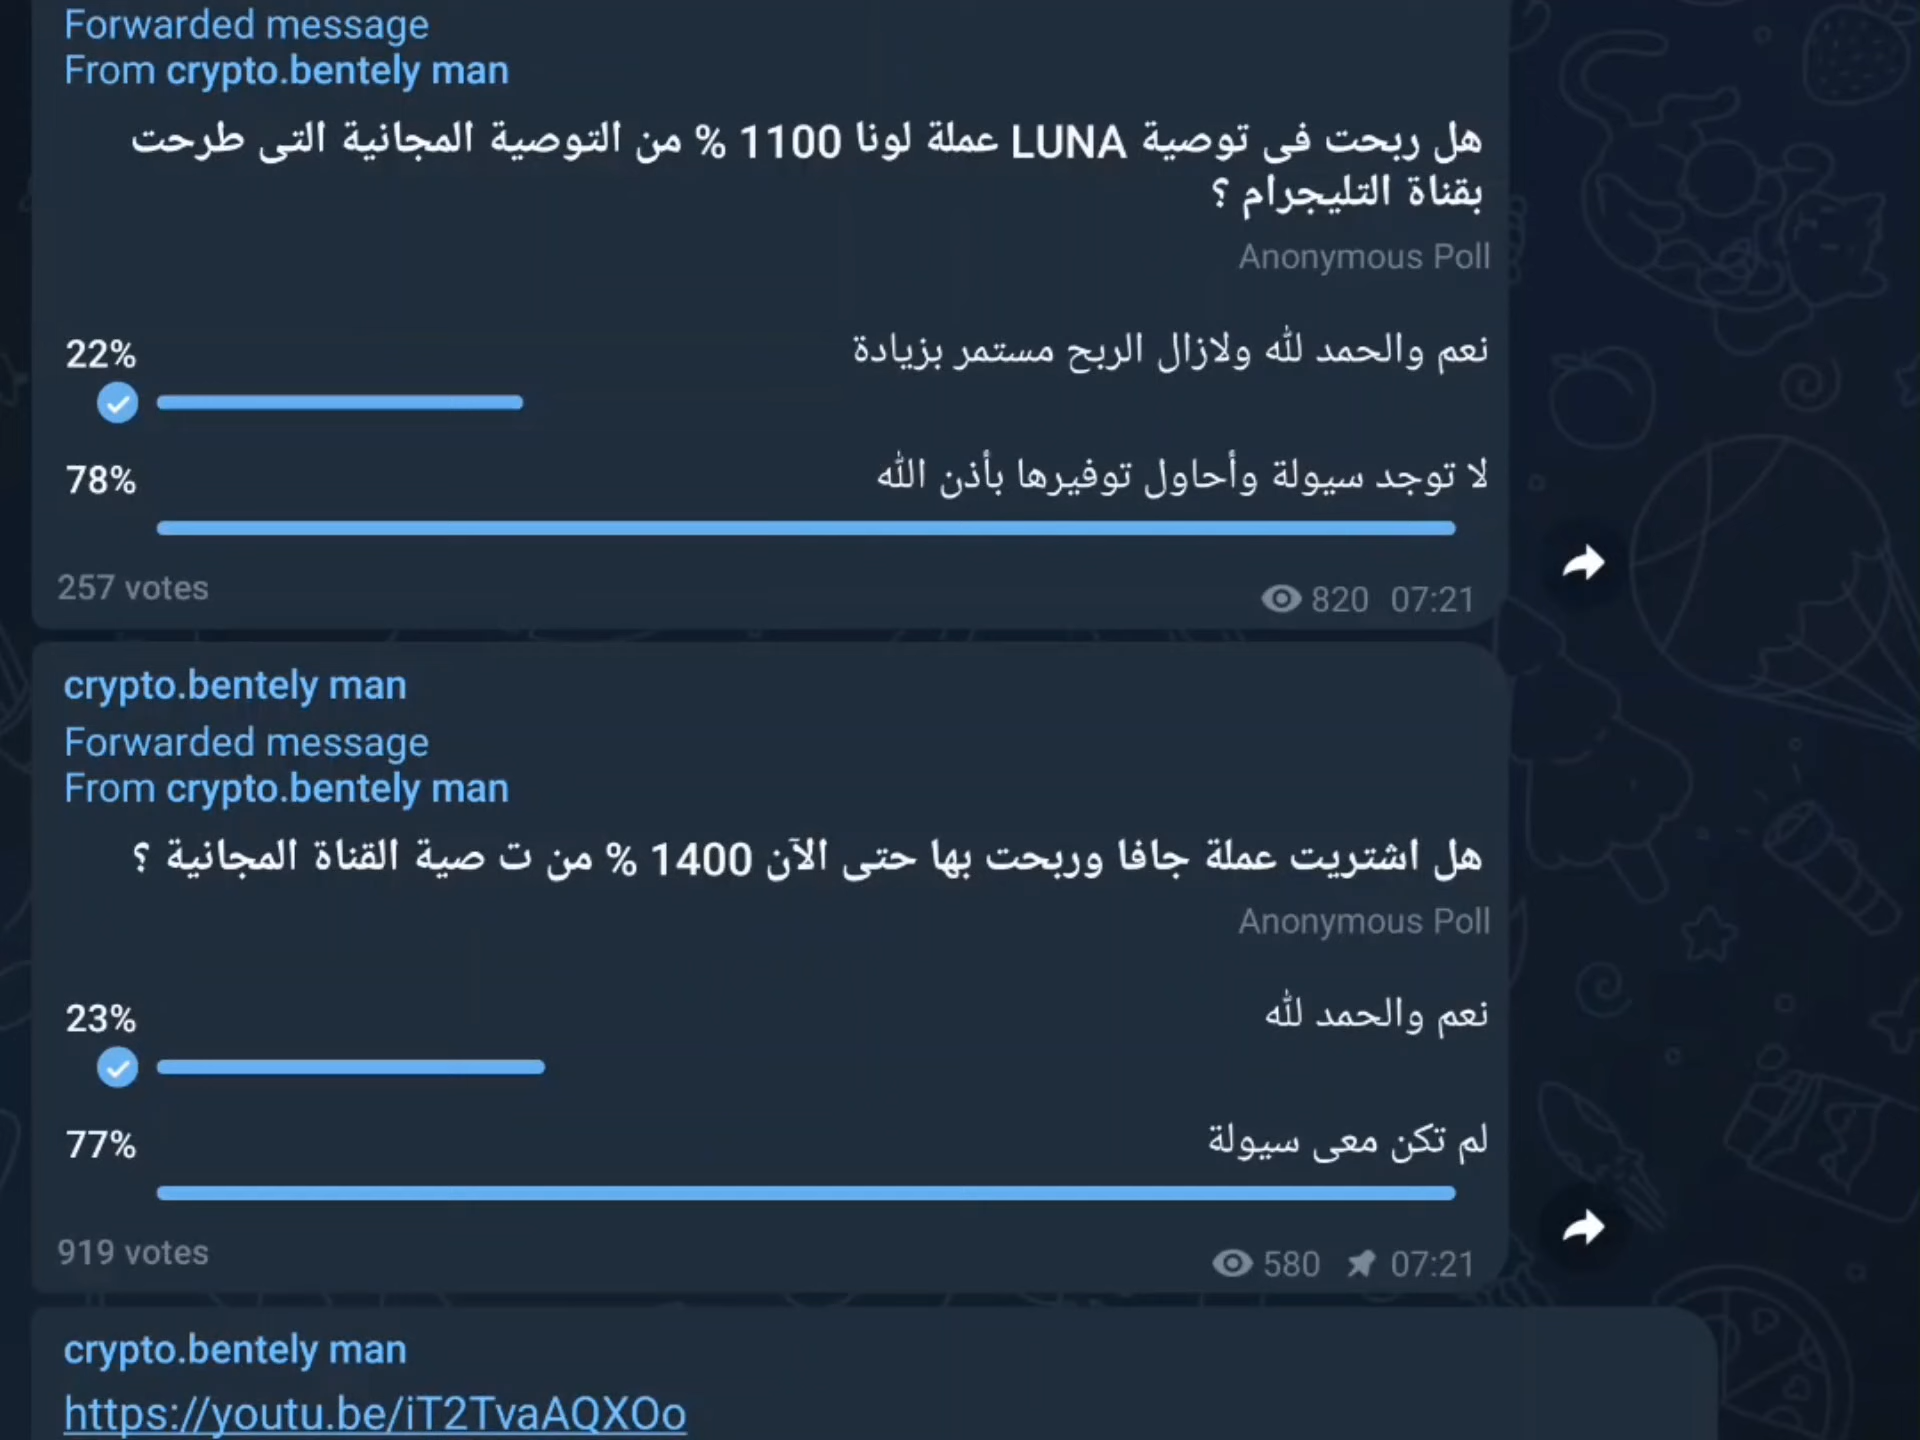 Forwarded message
From crypto.bentely man
هل ربحت فى توصية LUNA عملة لونا 1100 % من التوصية المجانية التى طرحت
بقناة التليجرام ؟
Anonymous Poll
22% نعم والحمد لله ولازال الربح مستمر بزيادة
78% لا توجد سيولة وأحاول توفيرها بأذن الله
257 votes 820 07:21
crypto.bentely man
Forwarded message
From crypto.bentely man
هل اشتريت عملة جافا وربحت بها حتى الآن 1400 % من ت صية القناة المجانية ؟
Anonymous Poll
23% نعم والحمد لله
77% لم تكن معى سيولة
919 votes 580 07:21
crypto.bentely man
https://youtu.be/iT2TvaAQXOo